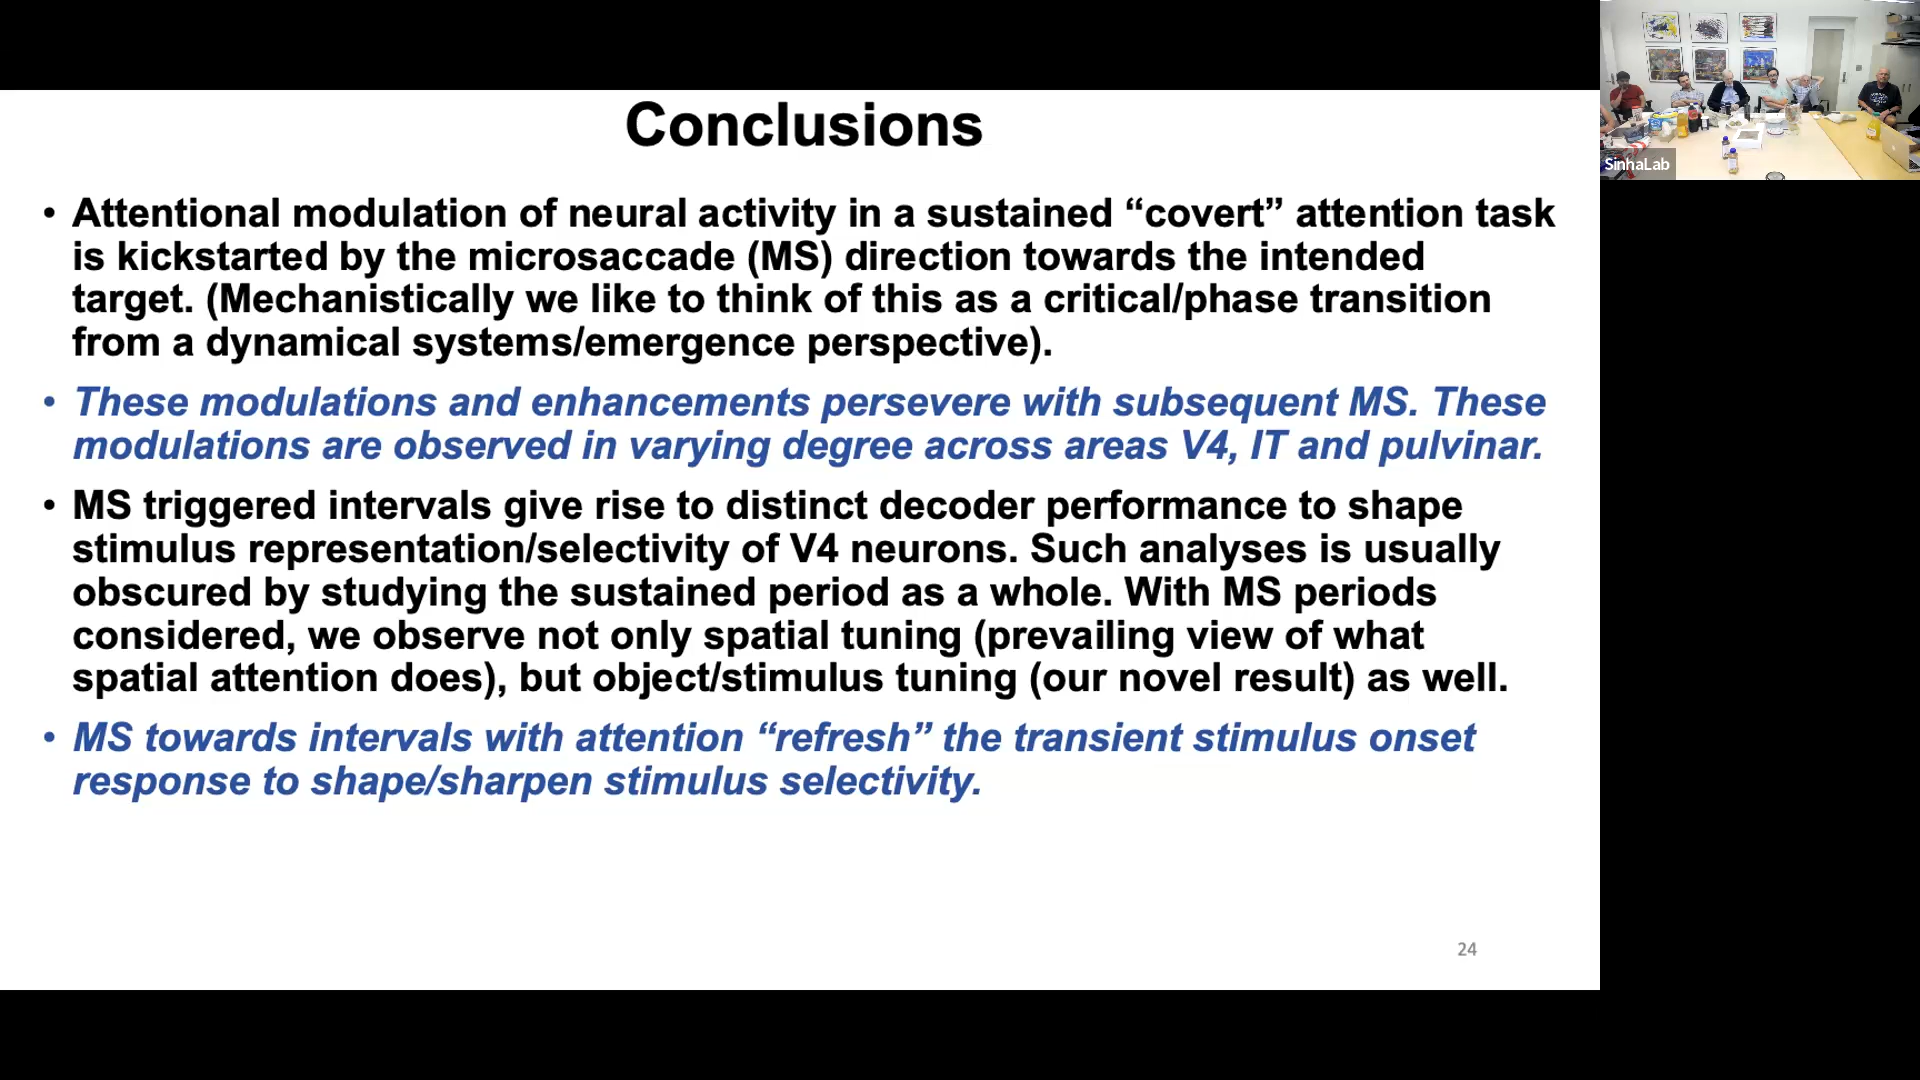 Conclusions
• Attentional modulation of neural activity in a sustained “covert” attention task
is kickstarted by the microsaccade (MS) direction towards the intended
target. (Mechanistically we like to think of this as a critical/phase transition
from a dynamical systems/emergence perspective).
• These modulations and enhancements persevere with subsequent MS. These
modulations are observed in varying degree across areas V4, IT and pulvinar.
• MS triggered intervals give rise to distinct decoder performance to shape
stimulus representation/selectivity of V4 neurons. Such analyses is usually
obscured by studying the sustained period as a whole. With MS periods
considered, we observe not only spatial tuning (prevailing view of what
spatial attention does), but object/stimulus tuning (our novel result) as well.
• MS towards intervals with attention “refresh” the transient stimulus onset
response to shape/sharpen stimulus selectivity.
24
SinhaLab